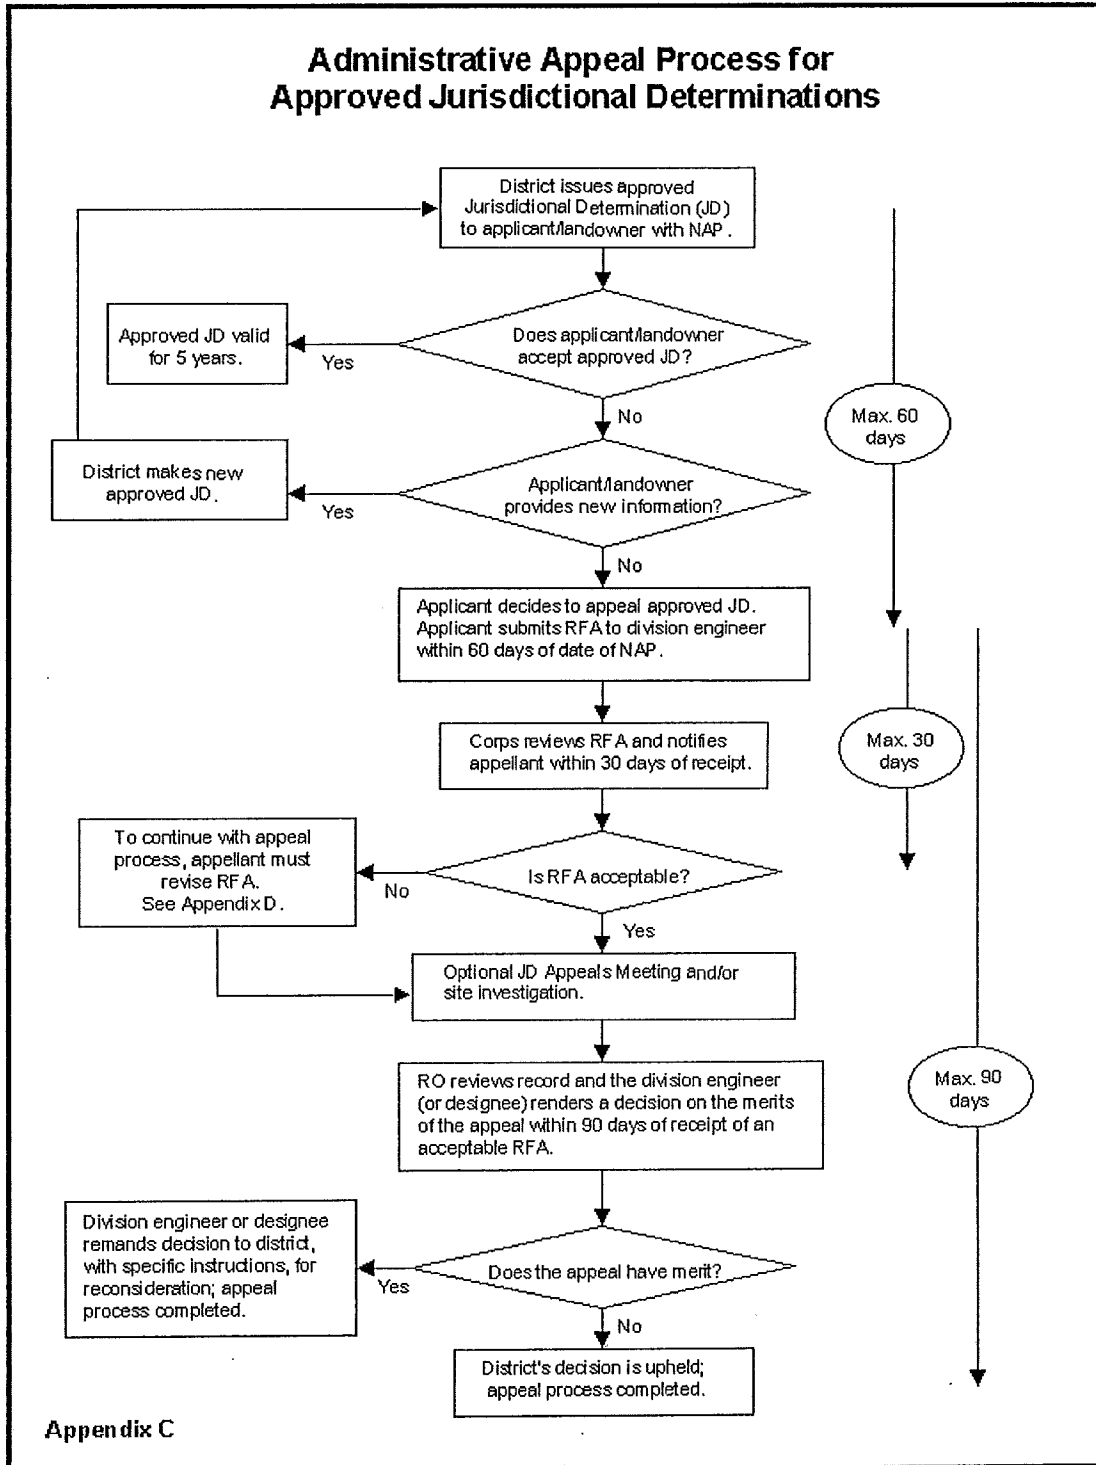 Administrative Appeal Process for
Approved Jurisdictional Determinations
District issues approved
Jurisdictional Determination (JD)
to applicant/landowner with NAP.
Does applicant/landowner
accept approved JD?
Yes
Approved JD valid
for 5 years.
No
Max. 60
days
Applicant/landowner
provides new information?
Yes
District makes new
approved JD.
No
Applicant decides to appeal approved JD.
Applicant submits RFA to division engineer
within 60 days of date of NAP.
Corps reviews RFA and notifies
appellant within 30 days of receipt.
Max. 30
days
Is RFA acceptable?
No
To continue with appeal
process, appellant must
revise RFA.
See Appendix D.
Yes
Optional JD Appeals Meeting and/or
site investigation.
RO reviews record and the division engineer
(or designee) renders a decision on the merits
of the appeal within 90 days of receipt of an
acceptable RFA.
Max. 90
days
Does the appeal have merit?
Yes
Division engineer or designee
remands decision to district,
with specific instructions, for
reconsideration; appeal
process completed.
No
District's decision is upheld;
appeal process completed.
Appendix C